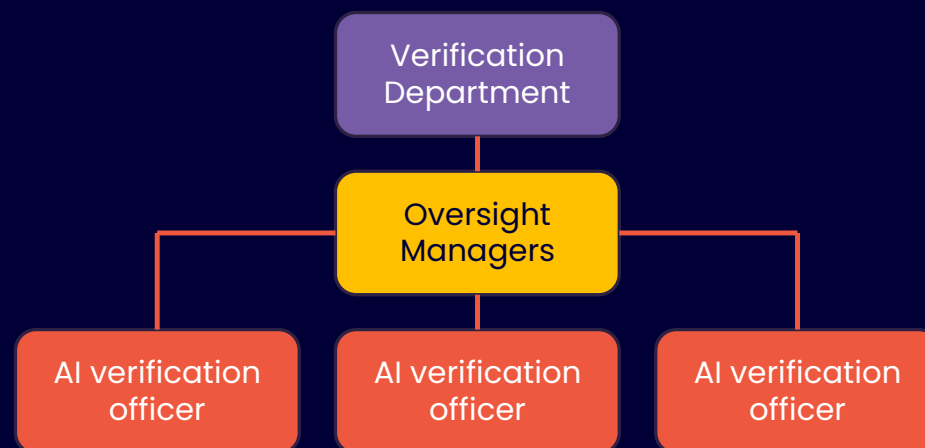 Verification
Department
Oversight
Managers
AI verification
officer
AI verification
officer
AI verification
officer